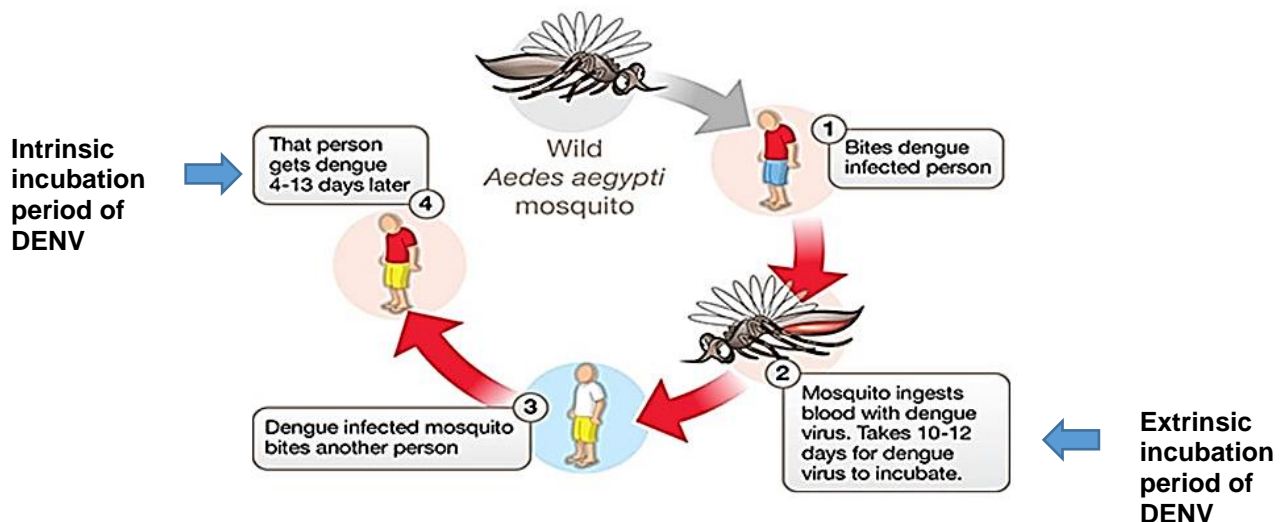 Wild
Aedes aegypti
mosquito
1
Bites dengue
infected person
2
Mosquito ingests
blood with dengue
virus. Takes 10-12
days for dengue
virus to incubate.
Extrinsic
incubation
period of
DENV
3
Dengue infected mosquito
bites another person
4
That person
gets dengue
4-13 days later
Intrinsic
incubation
period of
DENV